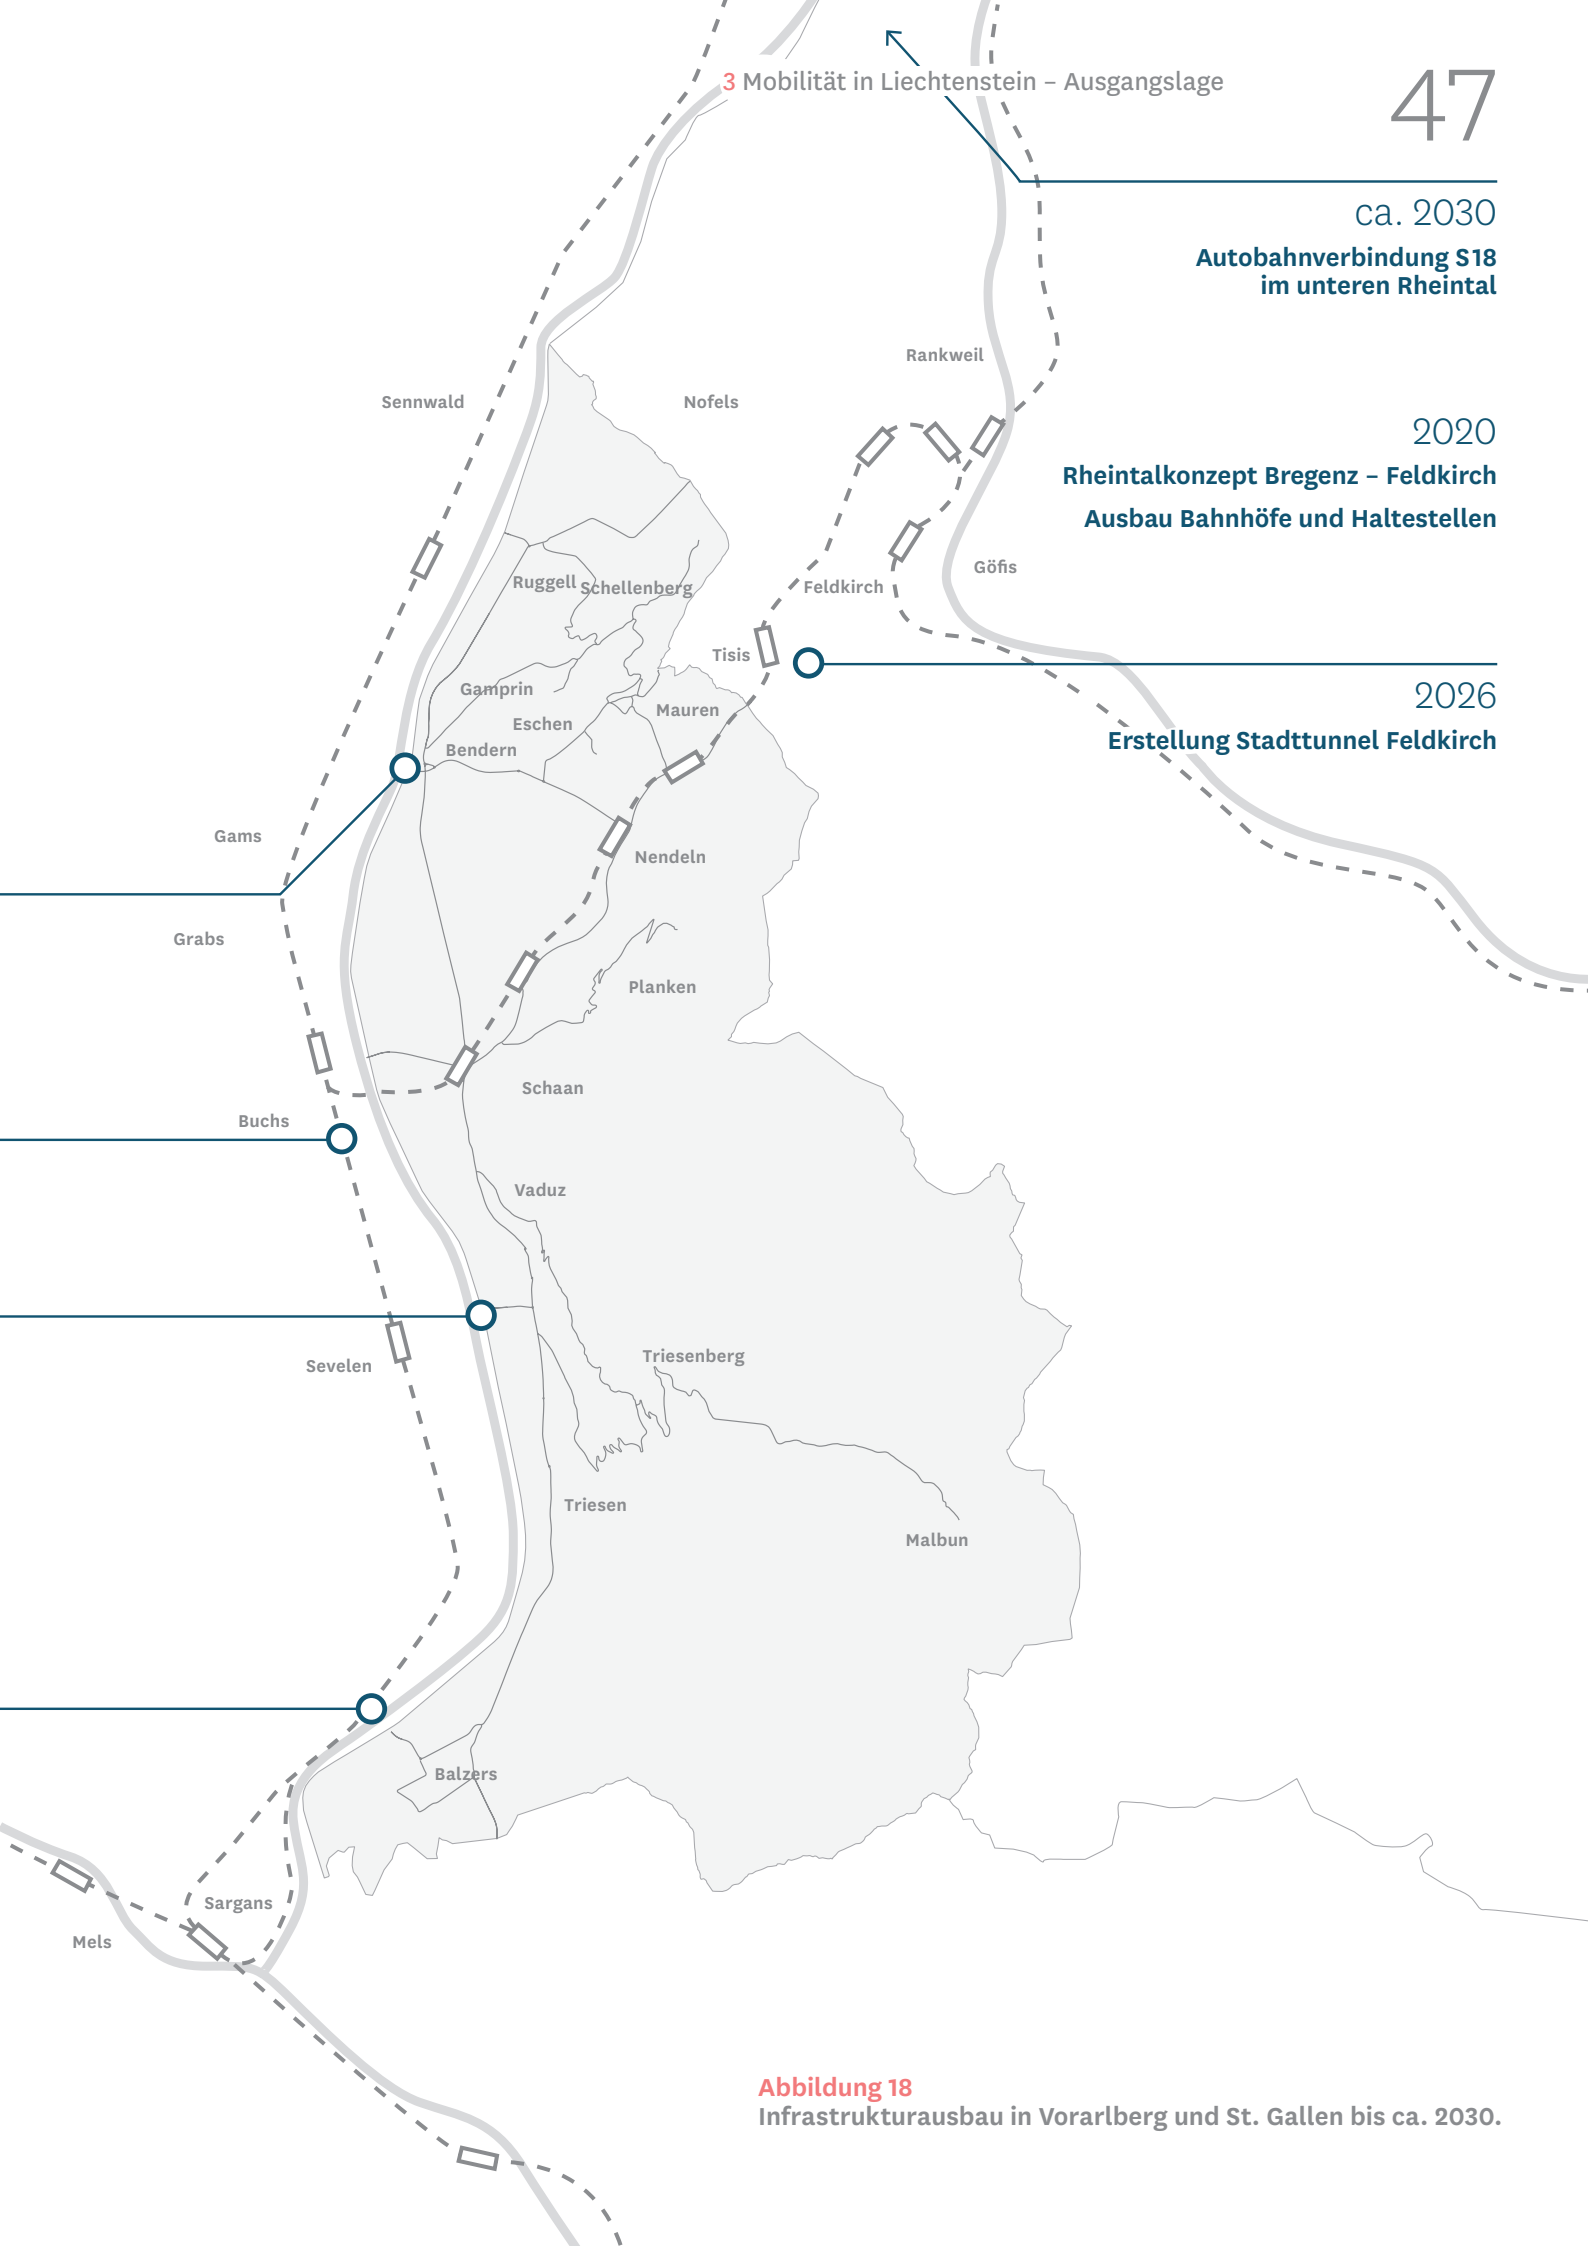 3 Mobilität in Liechtenstein – Ausgangslage
47
ca. 2030
Autobahnverbindung S18
im unteren Rheintal
Rankweil
Sennwald
Nofels
2020
Rheintalkonzept Bregenz – Feldkirch
Ausbau Bahnhöfe und Haltestellen
Göfis
Ruggell
Schellenberg
Feldkirch
Tisis
Gamprin
2026
Mauren
Eschen
Erstellung Stadttunnel Feldkirch
Bendern
Gams
Nendeln
Grabs
Planken
Schaan
Buchs
Vaduz
Triesenberg
Sevelen
Triesen
Malbun
Balzers
Sargans
Mels
Abbildung 18
Infrastrukturausbau in Vorarlberg und St. Gallen bis ca. 2030.